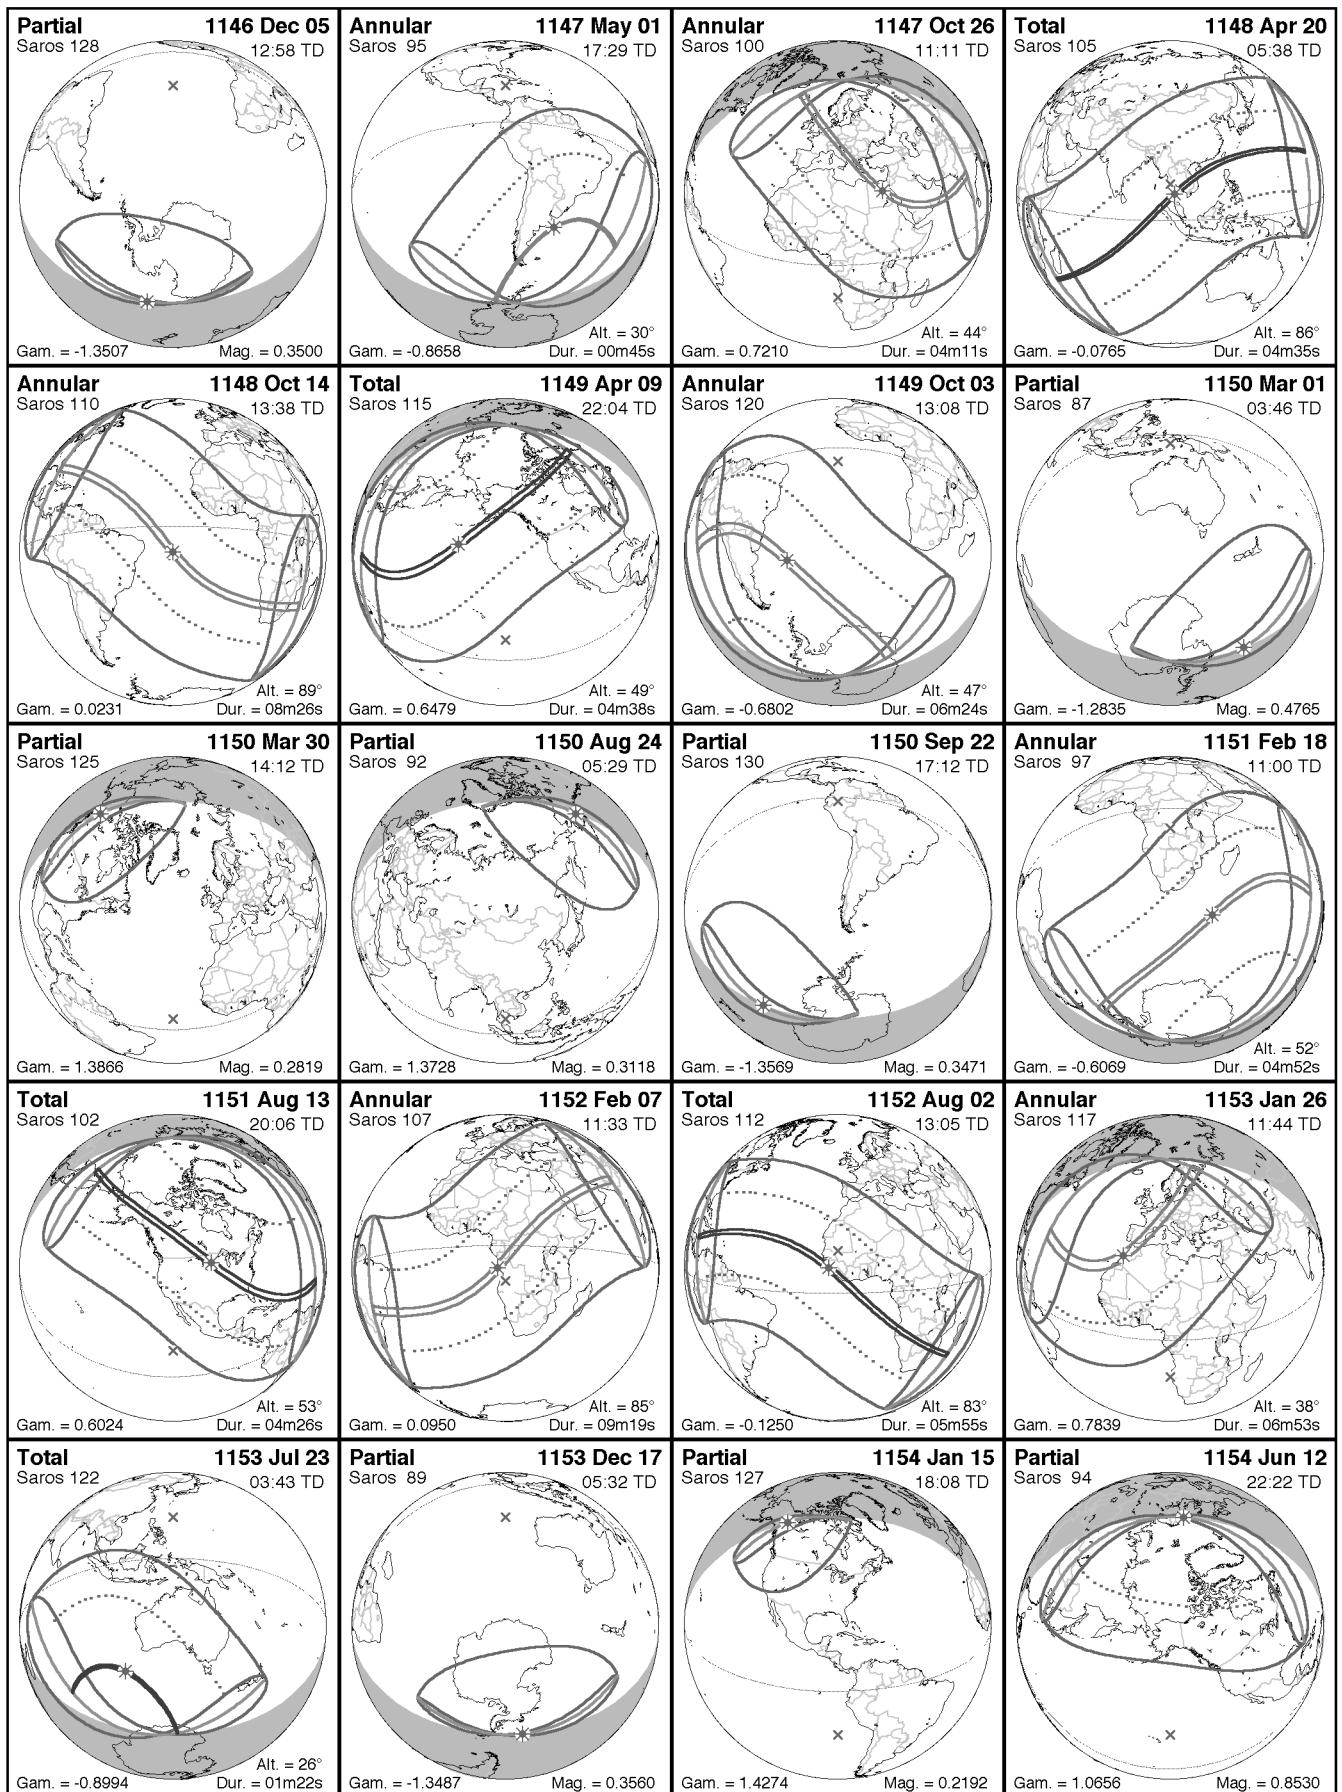 Partial 1146 Dec 05
Saros 128 12:58 TD
Gam. = -1.3507 Mag. = 0.3500
Annular 1147 May 01
Saros 95 17:29 TD
Alt. = 30°
Gam. = -0.8658 Dur. = 00m45s
Annular 1147 Oct 26
Saros 100 11:11 TD
Alt. = 44°
Gam. = 0.7210 Dur. = 04m11s
Total 1148 Apr 20
Saros 105 05:38 TD
Alt. = 86°
Gam. = -0.0765 Dur. = 04m35s
Annular 1148 Oct 14
Saros 110 13:38 TD
Alt. = 89°
Gam. = 0.0231 Dur. = 08m26s
Total 1149 Apr 09
Saros 115 22:04 TD
Alt. = 49°
Gam. = 0.6479 Dur. = 04m38s
Annular 1149 Oct 03
Saros 120 13:08 TD
Alt. = 47°
Gam. = -0.6802 Dur. = 06m24s
Partial 1150 Mar 01
Saros 87 03:46 TD
Gam. = -1.2835 Mag. = 0.4765
Partial 1150 Mar 30
Saros 125 14:12 TD
Gam. = 1.3866 Mag. = 0.2819
Partial 1150 Aug 24
Saros 92 05:29 TD
Gam. = 1.3728 Mag. = 0.3118
Partial 1150 Sep 22
Saros 130 17:12 TD
Gam. = -1.3569 Mag. = 0.3471
Annular 1151 Feb 18
Saros 97 11:00 TD
Alt. = 52°
Gam. = -0.6069 Dur. = 04m52s
Total 1151 Aug 13
Saros 102 20:06 TD
Alt. = 53°
Gam. = 0.6024 Dur. = 04m26s
Annular 1152 Feb 07
Saros 107 11:33 TD
Alt. = 85°
Gam. = 0.0950 Dur. = 09m19s
Total 1152 Aug 02
Saros 112 13:05 TD
Alt. = 83°
Gam. = -0.1250 Dur. = 05m55s
Annular 1153 Jan 26
Saros 117 11:44 TD
Alt. = 38°
Gam. = 0.7839 Dur. = 06m53s
Total 1153 Jul 23
Saros 122 03:43 TD
Alt. = 26°
Gam. = -0.8994 Dur. = 01m22s
Partial 1153 Dec 17
Saros 89 05:32 TD
Gam. = -1.3487 Mag. = 0.3560
Partial 1154 Jan 15
Saros 127 18:08 TD
Gam. = 1.4274 Mag. = 0.2192
Partial 1154 Jun 12
Saros 94 22:22 TD
Gam. = 1.0656 Mag. = 0.8530